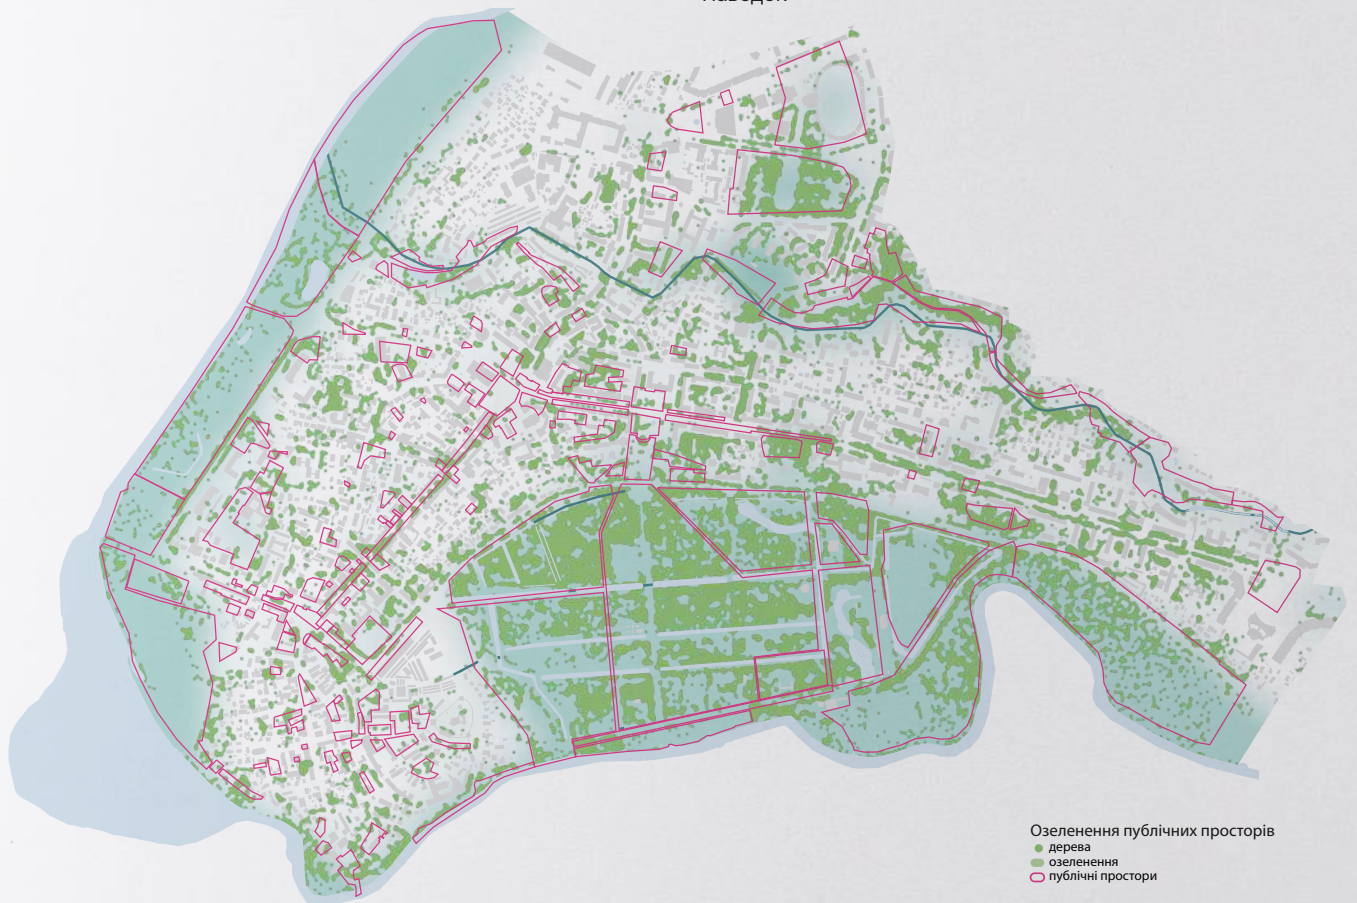 Озеленення публічних просторів
дерева
озеленення
публічні простори